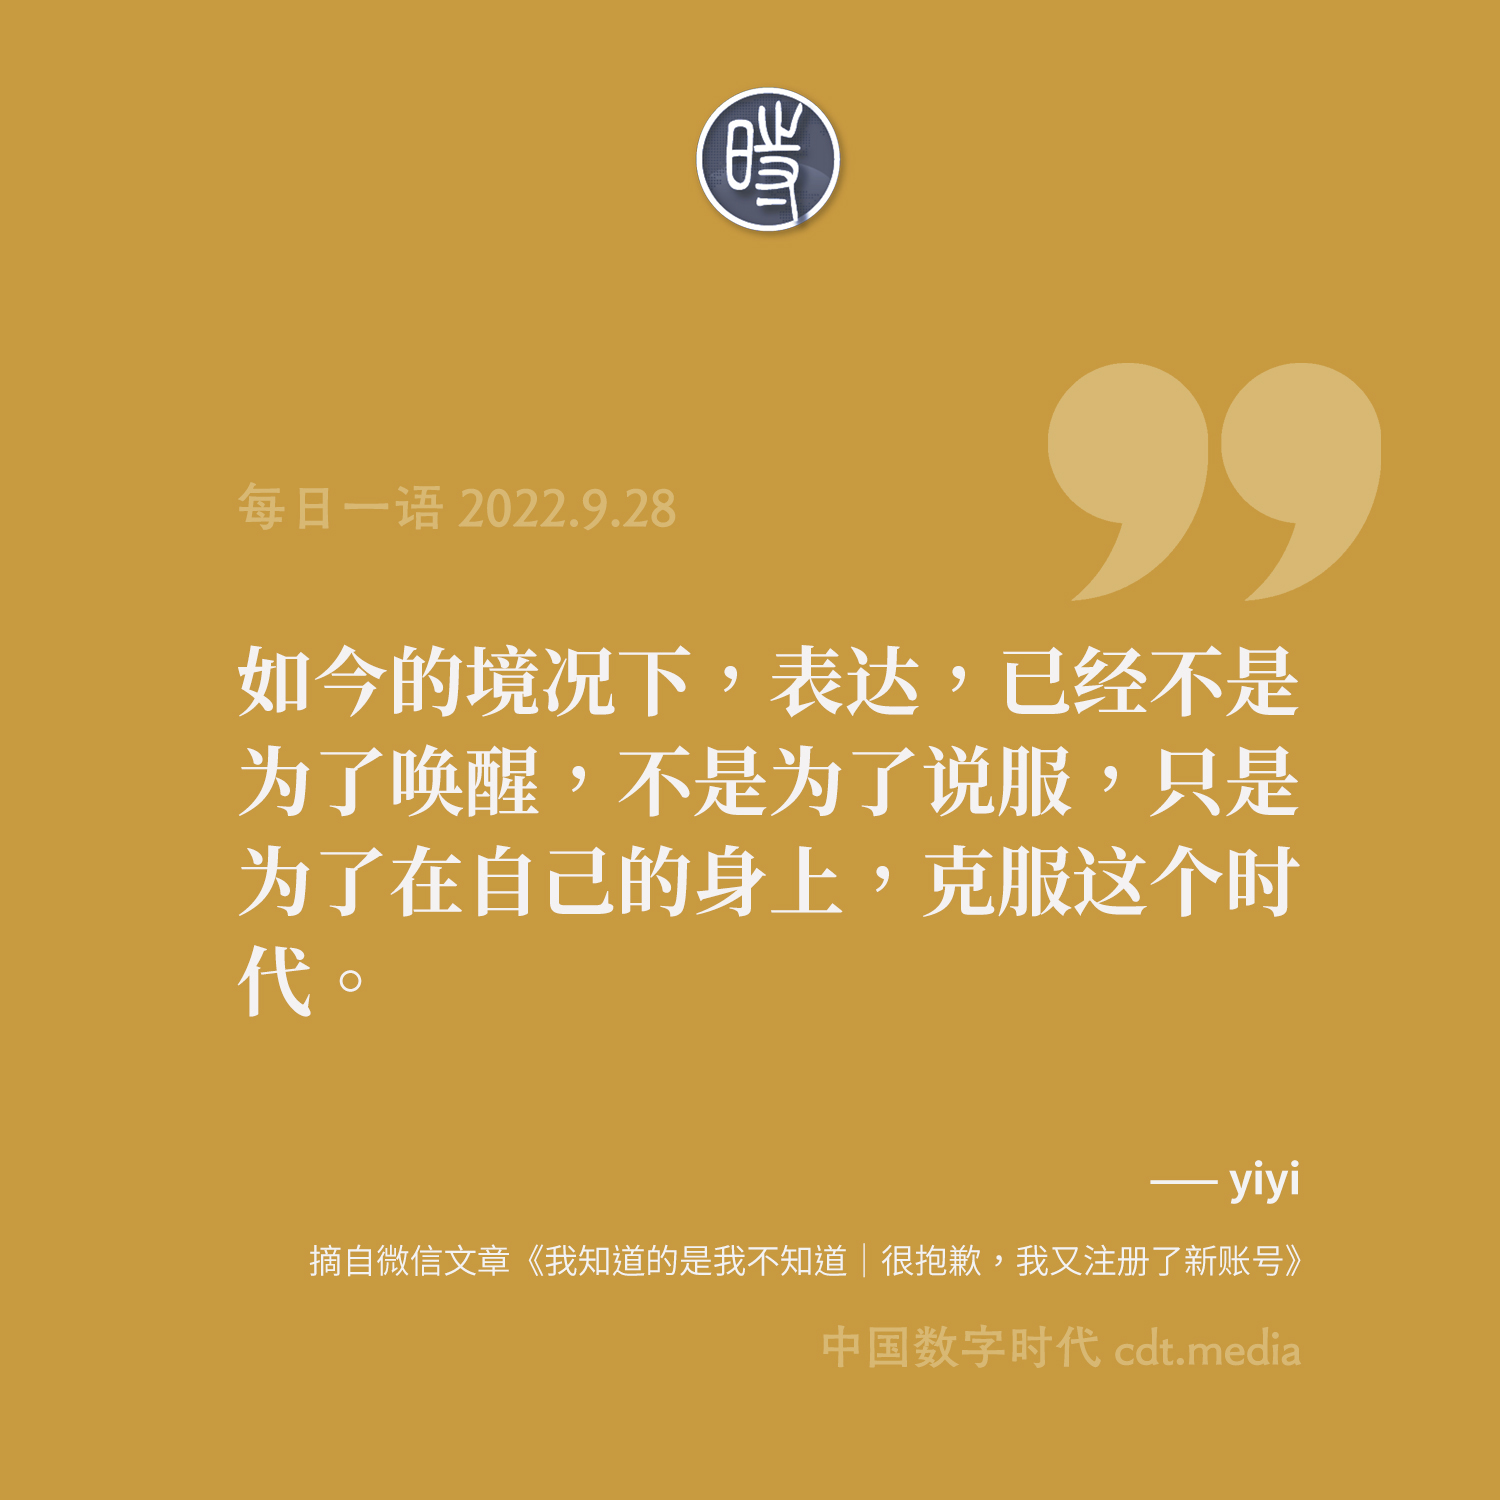 時
每日一语 2022.9.28
如今的境况下，表达，已经不是
为了唤醒，不是为了说服，只是
为了在自己的身上，克服这个时
代。
—— yiyi
摘自微信文章《我知道的是我不知道｜很抱歉，我又注册了新账号》
中国数字时代 cdt.media